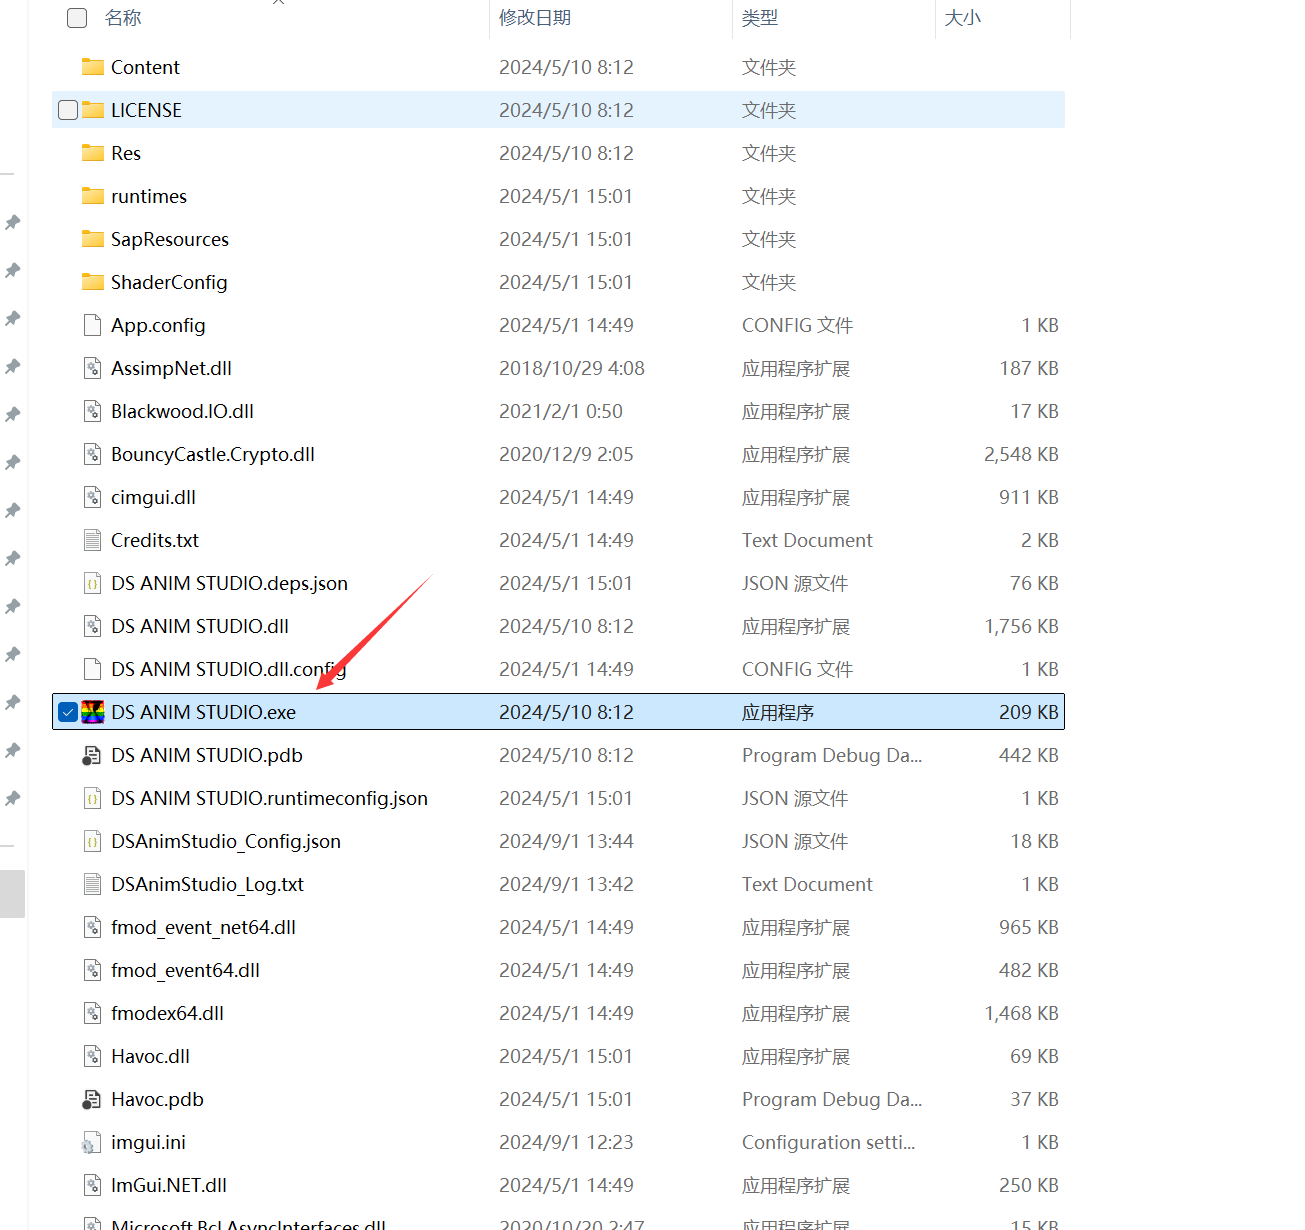 名称 修改日期 类型 大小
Content 2024/5/10 8:12 文件夹
LICENSE 2024/5/10 8:12 文件夹
Res 2024/5/10 8:12 文件夹
runtimes 2024/5/1 15:01 文件夹
SapResources 2024/5/1 15:01 文件夹
ShaderConfig 2024/5/1 15:01 文件夹
App.config 2024/5/1 14:49 CONFIG 文件 1 KB
AssimpNet.dll 2018/10/29 4:08 应用程序扩展 187 KB
Blackwood.IO.dll 2021/2/1 0:50 应用程序扩展 17 KB
BouncyCastle.Crypto.dll 2020/12/9 2:05 应用程序扩展 2,548 KB
cimgui.dll 2024/5/1 14:49 应用程序扩展 911 KB
Credits.txt 2024/5/1 14:49 Text Document 2 KB
DS ANIM STUDIO.deps.json 2024/5/1 15:01 JSON 源文件 76 KB
DS ANIM STUDIO.dll 2024/5/10 8:12 应用程序扩展 1,756 KB
DS ANIM STUDIO.dll.config 2024/5/1 14:49 CONFIG 文件 1 KB
DS ANIM STUDIO.exe 2024/5/10 8:12 应用程序 209 KB
DS ANIM STUDIO.pdb 2024/5/10 8:12 Program Debug Da... 442 KB
DS ANIM STUDIO.runtimeconfig.json 2024/5/1 15:01 JSON 源文件 1 KB
DSAnimStudio_Config.json 2024/9/1 13:44 JSON 源文件 18 KB
DSAnimStudio_Log.txt 2024/9/1 13:42 Text Document 1 KB
fmod_event_net64.dll 2024/5/1 14:49 应用程序扩展 965 KB
fmod_event64.dll 2024/5/1 14:49 应用程序扩展 482 KB
fmodex64.dll 2024/5/1 14:49 应用程序扩展 1,468 KB
Havoc.dll 2024/5/1 15:01 应用程序扩展 69 KB
Havoc.pdb 2024/5/1 15:01 Program Debug Da... 37 KB
imgui.ini 2024/9/1 12:23 Configuration setti... 1 KB
ImGui.NET.dll 2024/5/1 14:49 应用程序扩展 250 KB
Microsoft.Bcl.AsyncInterfaces.dll 2020/10/20 2:47 应用程序扩展 15 KB